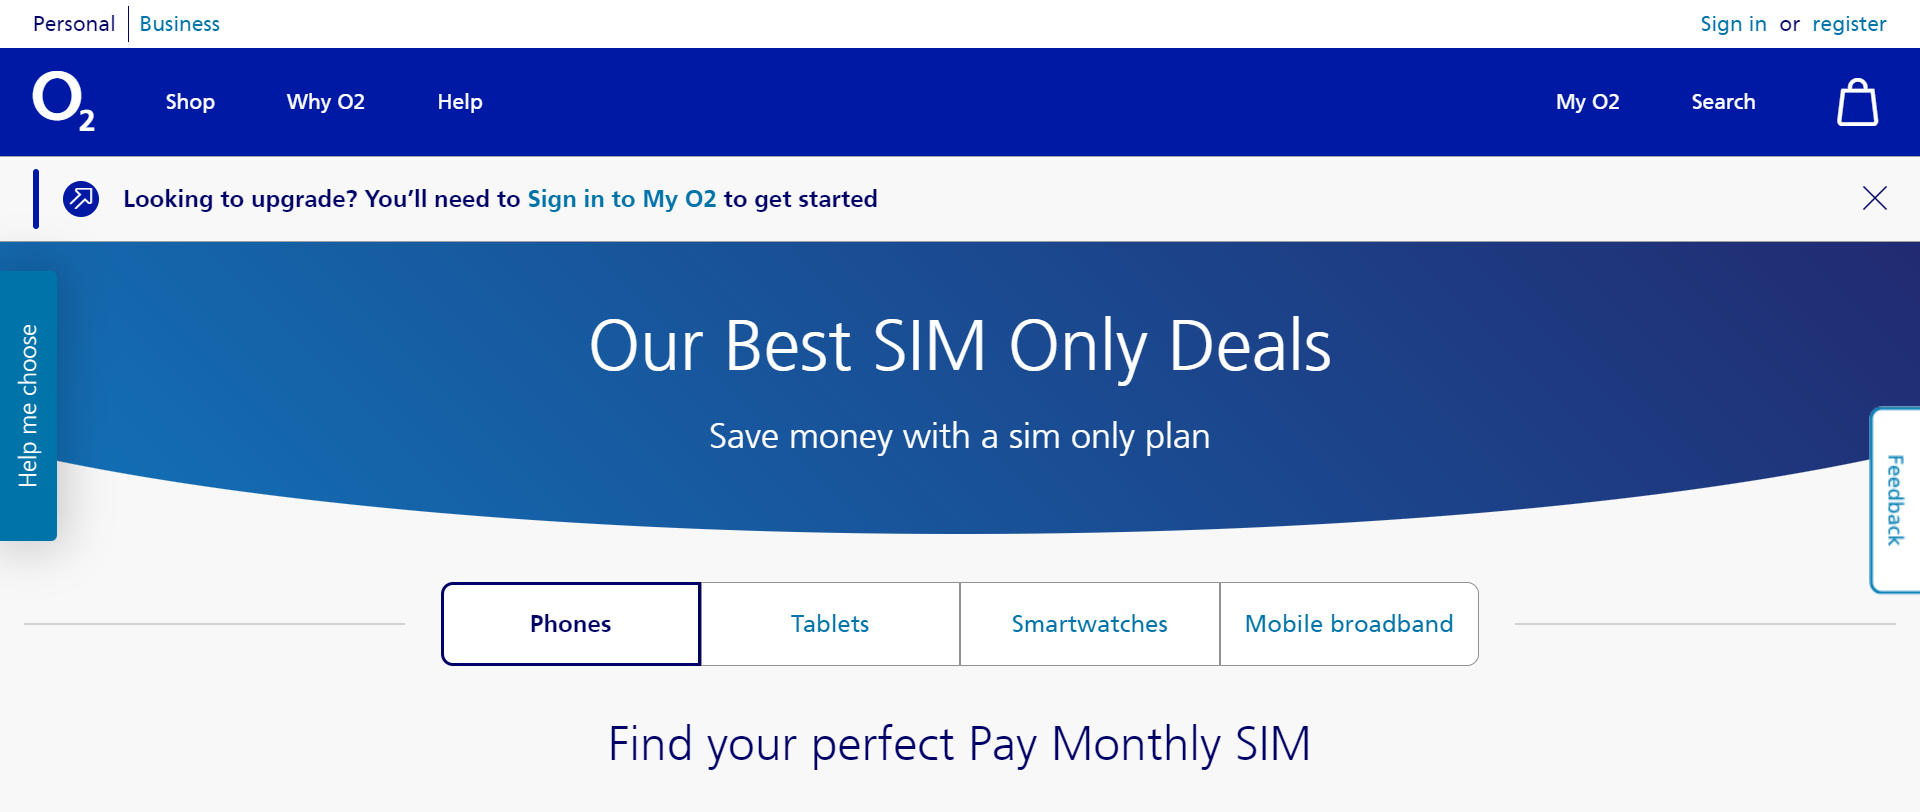 Personal Business Sign in or register
O2 Shop Why O2 Help My O2 Search
Looking to upgrade? You’ll need to Sign in to My O2 to get started
Help me choose
Our Best SIM Only Deals
Save money with a sim only plan
Feedback
Phones Tablets Smartwatches Mobile broadband
Find your perfect Pay Monthly SIM